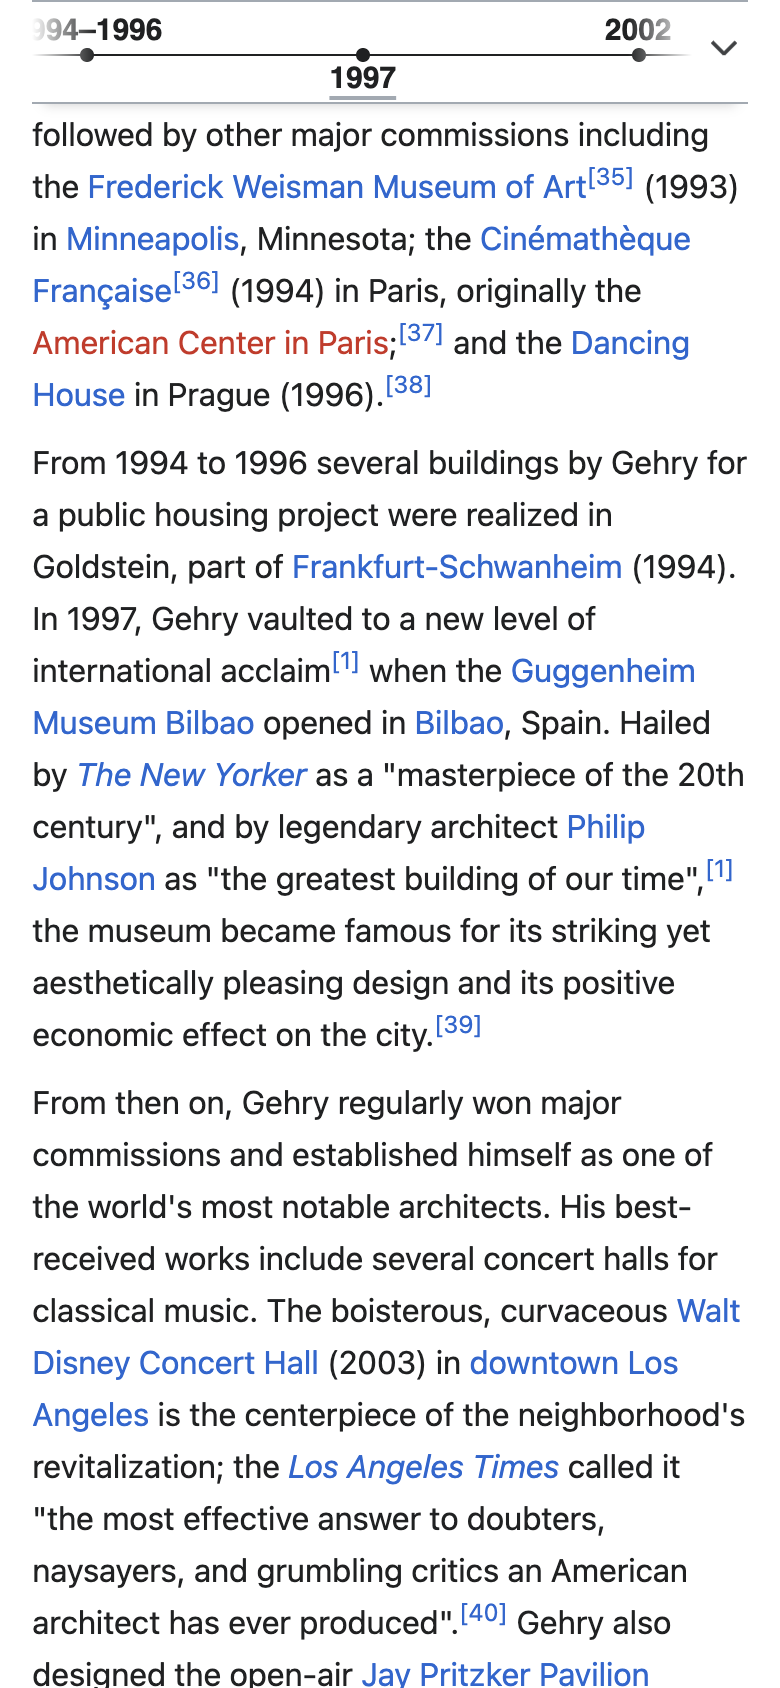 994–1996
2002
1997
followed by other major commissions including
the Frederick Weisman Museum of Art[35] (1993)
in Minneapolis, Minnesota; the Cinémathèque
Française[36] (1994) in Paris, originally the
American Center in Paris;[37] and the Dancing
House in Prague (1996).[38]
From 1994 to 1996 several buildings by Gehry for
a public housing project were realized in
Goldstein, part of Frankfurt-Schwanheim (1994).
In 1997, Gehry vaulted to a new level of
international acclaim[1] when the Guggenheim
Museum Bilbao opened in Bilbao, Spain. Hailed
by The New Yorker as a "masterpiece of the 20th
century", and by legendary architect Philip
Johnson as "the greatest building of our time",[1]
the museum became famous for its striking yet
aesthetically pleasing design and its positive
economic effect on the city.[39]
From then on, Gehry regularly won major
commissions and established himself as one of
the world's most notable architects. His best-
received works include several concert halls for
classical music. The boisterous, curvaceous Walt
Disney Concert Hall (2003) in downtown Los
Angeles is the centerpiece of the neighborhood's
revitalization; the Los Angeles Times called it
"the most effective answer to doubters,
naysayers, and grumbling critics an American
architect has ever produced".[40] Gehry also
designed the open-air Jay Pritzker Pavilion